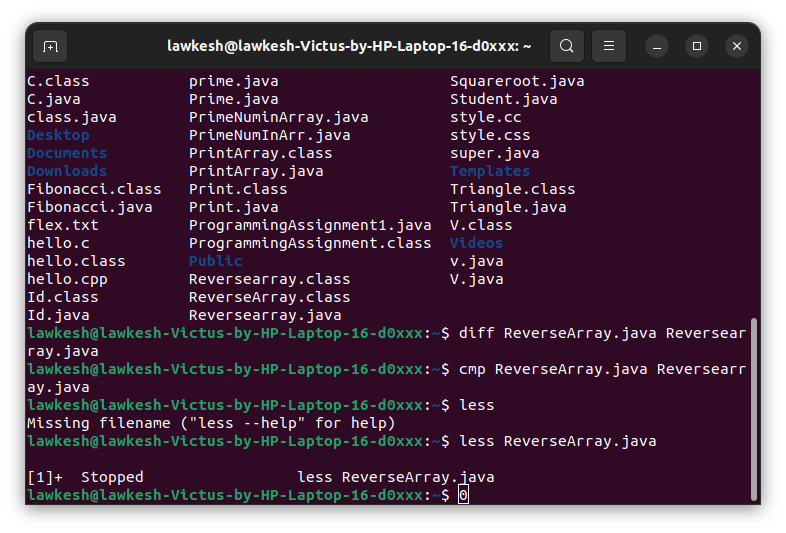 lawkesh@lawkesh-Victus-by-HP-Laptop-16-d0xxx: ~
C.class prime.java Squareroot.java
C.java Prime.java Student.java
class.java PrimeNuminArray.java style.cc
Desktop PrimeNumInArr.java style.css
Documents PrintArray.class super.java
Downloads PrintArray.java Templates
Fibonacci.class Print.class Triangle.class
Fibonacci.java Print.java Triangle.java
flex.txt ProgrammingAssignment1.java V.class
hello.c ProgrammingAssignment.class Videos
hello.class Public v.java
hello.cpp Reversearray.class V.java
Id.class ReverseArray.class
Id.java Reversearray.java
lawkesh@lawkesh-Victus-by-HP-Laptop-16-d0xxx:~$ diff ReverseArray.java Reversear
ray.java
lawkesh@lawkesh-Victus-by-HP-Laptop-16-d0xxx:~$ cmp ReverseArray.java Reversearr
ay.java
lawkesh@lawkesh-Victus-by-HP-Laptop-16-d0xxx:~$ less
Missing filename ("less --help" for help)
lawkesh@lawkesh-Victus-by-HP-Laptop-16-d0xxx:~$ less ReverseArray.java
[1]+  Stopped                 less ReverseArray.java
lawkesh@lawkesh-Victus-by-HP-Laptop-16-d0xxx:~$ 0